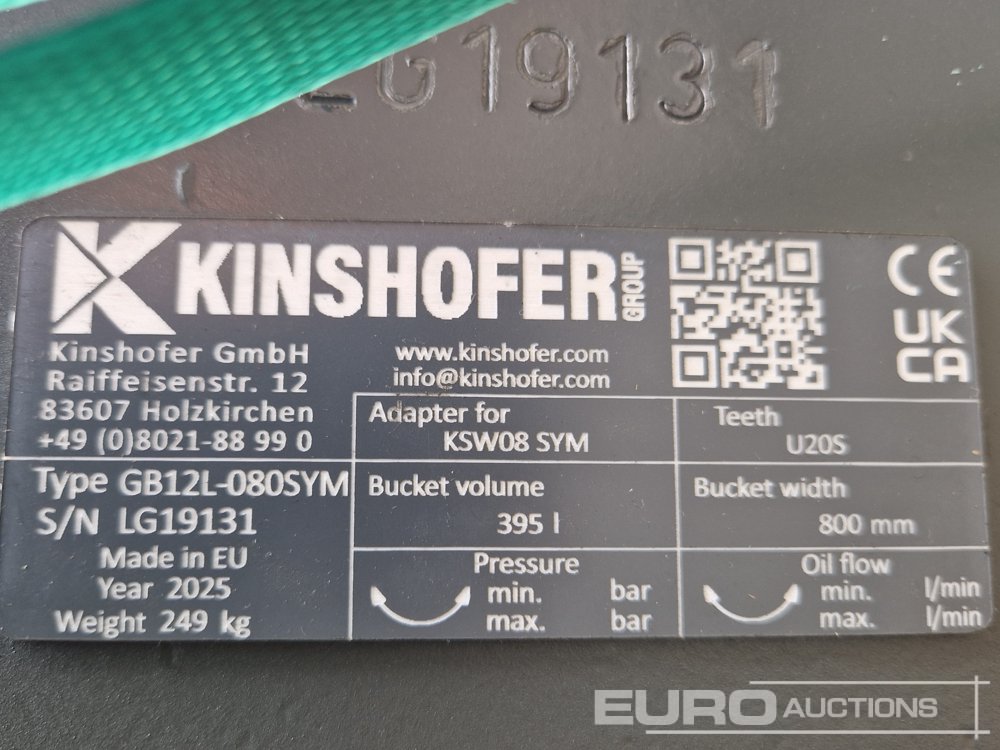 LG19131
KINSHOFER GROUP
Kinshofer GmbH
Raiffeisenstr. 12
83607 Holzkirchen
+49 (0)8021-88 99 0
www.kinshofer.com
info@kinshofer.com
CE
UK
CA
Adapter for
KSW08 SYM
Teeth
U20S
Type GB12L-080SYM
S/N LG19131
Made in EU
Year 2025
Weight 249 kg
Bucket volume
395 l
Bucket width
800 mm
Pressure
min. bar
max. bar
Oil flow
min. l/min
max. l/min
EURO AUCTIONS